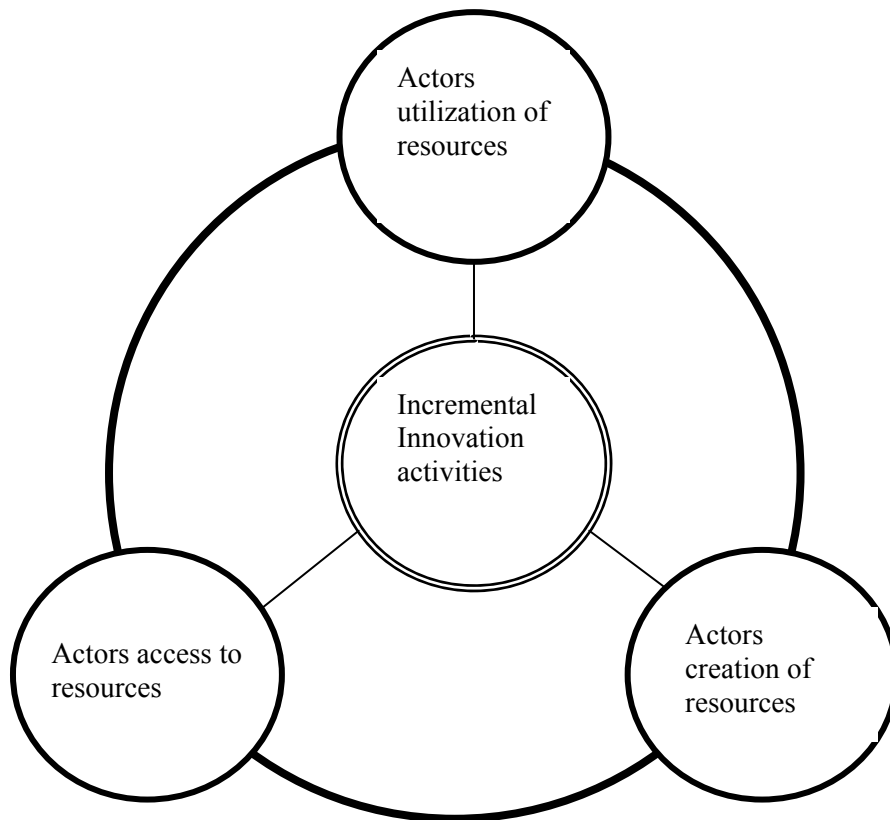 Actors
utilization of
resources
Incremental
Innovation
activities
Actors access to
resources
Actors
creation of
resources